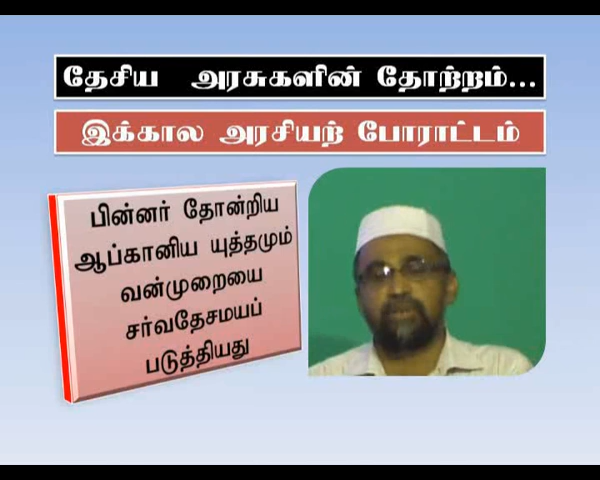 தேசிய அரசுகளின் தோற்றம்...
இக்கால அரசியற் போராட்டம்
பின்னர் தோன்றிய
ஆப்கானிய யுத்தமும்
வன்முறையை
சர்வதேசமயப்
படுத்தியது